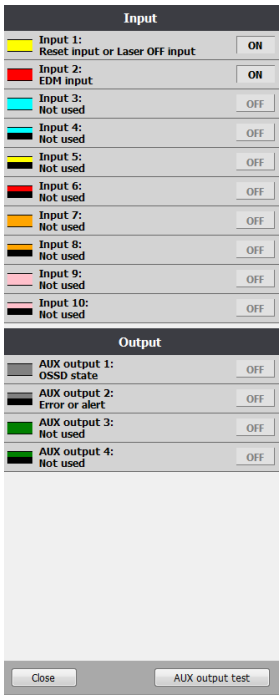 Input
Input 1:
Reset input or Laser OFF input
ON
Input 2:
EDM input
ON
Input 3:
Not used
OFF
Input 4:
Not used
OFF
Input 5:
Not used
OFF
Input 6:
Not used
OFF
Input 7:
Not used
OFF
Input 8:
Not used
OFF
Input 9:
Not used
OFF
Input 10:
Not used
OFF
Output
AUX output 1:
OSSD state
OFF
AUX output 2:
Error or alert
OFF
AUX output 3:
Not used
OFF
AUX output 4:
Not used
OFF
Close
AUX output test